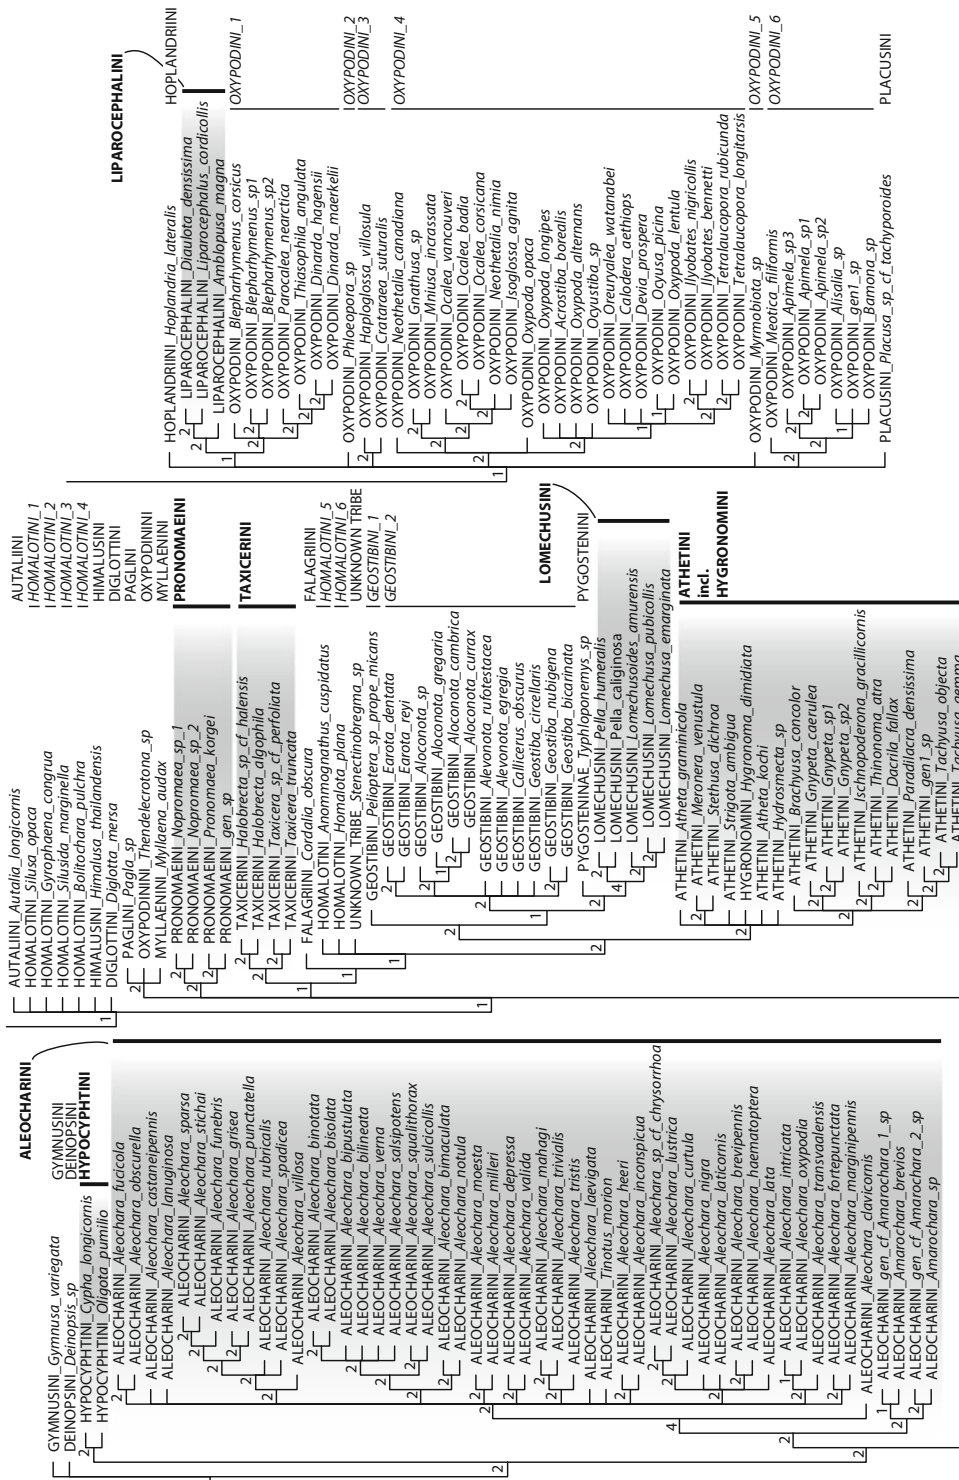 GYMNUSINI_Gymnusa_variegata
DEINOPSINI_Deinopsis_sp
HYPOCYPHTINI_Cypha_longicornis
HYPOCYPHTINI_Oligota_pumilio
ALEOCHARINI_Aleochara_fucicola
ALEOCHARINI_Aleochara_obscurella
ALEOCHARINI_Aleochara_castaneipennis
ALEOCHARINI_Aleochara_lanuginosa
ALEOCHARINI_Aleochara_sparsa
ALEOCHARINI_Aleochara_stichai
ALEOCHARINI_Aleochara_funebris
ALEOCHARINI_Aleochara_grisea
ALEOCHARINI_Aleochara_punctatella
ALEOCHARINI_Aleochara_rubricalis
ALEOCHARINI_Aleochara_spadicea
ALEOCHARINI_Aleochara_villosa
ALEOCHARINI_Aleochara_binotata
ALEOCHARINI_Aleochara_bisolata
ALEOCHARINI_Aleochara_bipustulata
ALEOCHARINI_Aleochara_bilineata
ALEOCHARINI_Aleochara_verna
ALEOCHARINI_Aleochara_salsipotens
ALEOCHARINI_Aleochara_squalithorax
ALEOCHARINI_Aleochara_sulcicollis
ALEOCHARINI_Aleochara_bimaculata
ALEOCHARINI_Aleochara_notula
ALEOCHARINI_Aleochara_moesta
ALEOCHARINI_Aleochara_milleri
ALEOCHARINI_Aleochara_depressa
ALEOCHARINI_Aleochara_valida
ALEOCHARINI_Aleochara_mahagi
ALEOCHARINI_Aleochara_trivialis
ALEOCHARINI_Aleochara_tristis
ALEOCHARINI_Aleochara_laevigata
ALEOCHARINI_Tinotus_morion
ALEOCHARINI_Aleochara_heeri
ALEOCHARINI_Aleochara_inconspicua
ALEOCHARINI_Aleochara_sp_cf_chrysorrhoa
ALEOCHARINI_Aleochara_lustrica
ALEOCHARINI_Aleochara_curtula
ALEOCHARINI_Aleochara_nigra
ALEOCHARINI_Aleochara_laticornis
ALEOCHARINI_Aleochara_brevipennis
ALEOCHARINI_Aleochara_haematoptera
ALEOCHARINI_Aleochara_lata
ALEOCHARINI_Aleochara_intricata
ALEOCHARINI_Aleochara_oxypodia
ALEOCHARINI_Aleochara_transvaalensis
ALEOCHARINI_Aleochara_fortepunctata
ALEOCHARINI_Aleochara_marginipennis
ALEOCHARINI_Aleochara_clavicornis
ALEOCHARINI_gen_cf_Amarochara_1_sp
ALEOCHARINI_Amarochara_brevios
ALEOCHARINI_gen_cf_Amarochara_2_sp
ALEOCHARINI_Amarochara_sp
GYMNUSINI
DEINOPSINI
HYPOCYPHTINI
ALEOCHARINI
AUTALIINI_Autalia_longicornis
HOMALOTINI_Silusa_opaca
HOMALOTINI_Gyrophaena_congrua
HOMALOTINI_Silusida_marginella
HOMALOTINI_Bolitochara_pulchra
HIMALUSINI_Himalusa_thailandensis
DIGLOTTINI_Diglotta_mersa
PAGLINI_Pagla_sp
OXYPODININI_Thendelecrotona_sp
MYLLAENINI_Myllaena_audax
PRONOMAEINI_Nopromaea_sp_1
PRONOMAEINI_Nopromaea_sp_2
PRONOMAEINI_Pronomaea_korgei
PRONOMAEINI_gen_sp
TAXICERINI_Halobrecta_sp_cf_halensis
TAXICERINI_Halobrecta_algophila
TAXICERINI_Taxicera_sp_cf_perfoliata
TAXICERINI_Taxicera_truncata
FALAGRIINI_Cordalia_obscura
HOMALOTINI_Anommognathus_cuspidatus
HOMALOTINI_Homalota_plana
UNKNOWN_TRIBE_Stenectinobregma_sp
GEOSTIBINI_Pelioptera_sp_prope_micans
GEOSTIBINI_Earota_dentata
GEOSTIBINI_Earota_reyi
GEOSTIBINI_Aloconota_sp
GEOSTIBINI_Aloconota_gregaria
GEOSTIBINI_Aloconota_cambrica
GEOSTIBINI_Aloconota_currax
GEOSTIBINI_Alevonota_rufotestacea
GEOSTIBINI_Alevonota_egregia
GEOSTIBINI_Callicerus_obscurus
GEOSTIBINI_Geostiba_circellaris
GEOSTIBINI_Geostiba_nubigena
GEOSTIBINI_Geostiba_bicarinata
PYGOSTENINAE_Typhloponemys_sp
LOMECHUSINI_Pella_humeralis
LOMECHUSINI_Pella_caliginosa
LOMECHUSINI_Lomechusoides_amurensis
LOMECHUSINI_Lomechusa_pubicollis
LOMECHUSINI_Lomechusa_emarginata
ATHETINI_Atheta_graminicola
ATHETINI_Meronera_venustula
ATHETINI_Stethusa_dichroa
ATHETINI_Strigota_ambigua
HYGRONOMINI_Hygronoma_dimidiata
ATHETINI_Atheta_kochi
ATHETINI_Hydrosmecta_sp
ATHETINI_Brachyusa_concolor
ATHETINI_Gnypeta_caerulea
ATHETINI_Gnypeta_sp1
ATHETINI_Gnypeta_sp2
ATHETINI_Ischnopoderona_gracillicornis
ATHETINI_Thinonoma_atra
ATHETINI_Dacrila_fallax
ATHETINI_Paradilacra_densissima
ATHETINI_gen1_sp
ATHETINI_Tachyusa_objecta
ATHETINI_Tachyusa_gemma
AUTALIINI
HOMALOTINI_1
HOMALOTINI_2
HOMALOTINI_3
HOMALOTINI_4
HIMALUSINI
DIGLOTTINI
PAGLINI
OXYPODININI
MYLLAENINI
PRONOMAEINI
TAXICERINI
FALAGRIINI
HOMALOTINI_5
HOMALOTINI_6
UNKNOWN TRIBE
GEOSTIBINI_1
GEOSTIBINI_2
PYGOSTENINI
LOMECHUSINI
ATHETINI
incl.
HYGRONOMINI
HOPLANDRIINI_Hoplandria_lateralis
LIPAROCEPHALINI_Diaulota_densissima
LIPAROCEPHALINI_Liparocephalus_cordicollis
LIPAROCEPHALINI_Amblopusa_magna
OXYPODINI_Blepharhymenus_corsicus
OXYPODINI_Blepharhymenus_sp1
OXYPODINI_Blepharhymenus_sp2
OXYPODINI_Parocalea_nearctica
OXYPODINI_Thiasophila_angulata
OXYPODINI_Dinarda_hagensii
OXYPODINI_Dinarda_maerkelii
OXYPODINI_Phloeopora_sp
OXYPODINI_Haploglossa_villosula
OXYPODINI_Crataraea_suturalis
OXYPODINI_Neothetalia_canadiana
OXYPODINI_Gnathusa_sp
OXYPODINI_Mniusa_incrassata
OXYPODINI_Ocalea_vancouveri
OXYPODINI_Ocalea_badia
OXYPODINI_Ocalea_corsicana
OXYPODINI_Neothetalia_nimia
OXYPODINI_Isoglossa_agnita
OXYPODINI_Oxypoda_opaca
OXYPODINI_Oxypoda_longipes
OXYPODINI_Acrostiba_boredlis
OXYPODINI_Oxypoda_alternans
OXYPODINI_Ocyustiba_sp
OXYPODINI_Oreuryalea_watanabei
OXYPODINI_Calodera_aethiops
OXYPODINI_Devia_prospera
OXYPODINI_Ocyusa_picina
OXYPODINI_Oxypoda_lentula
OXYPODINI_Ilyobates_nigricollis
OXYPODINI_Ilyobates_bennetti
OXYPODINI_Tetralaucopora_rubicunda
OXYPODINI_Tetralaucopora_longitarsis
OXYPODINI_Myrmobiota_sp
OXYPODINI_Meotica_filiformis
OXYPODINI_Apimela_sp3
OXYPODINI_Apimela_sp1
OXYPODINI_Apimela_sp2
OXYPODINI_Alisalia_sp
OXYPODINI_gen1_sp
OXYPODINI_Bamona_sp
PLACUSINI_Placusa_sp_cf_tachyporoides
LIPAROCEPHALINI
HOPLANDRIINI
OXYPODINI_1
OXYPODINI_2
OXYPODINI_3
OXYPODINI_4
OXYPODINI_5
OXYPODINI_6
PLACUSINI